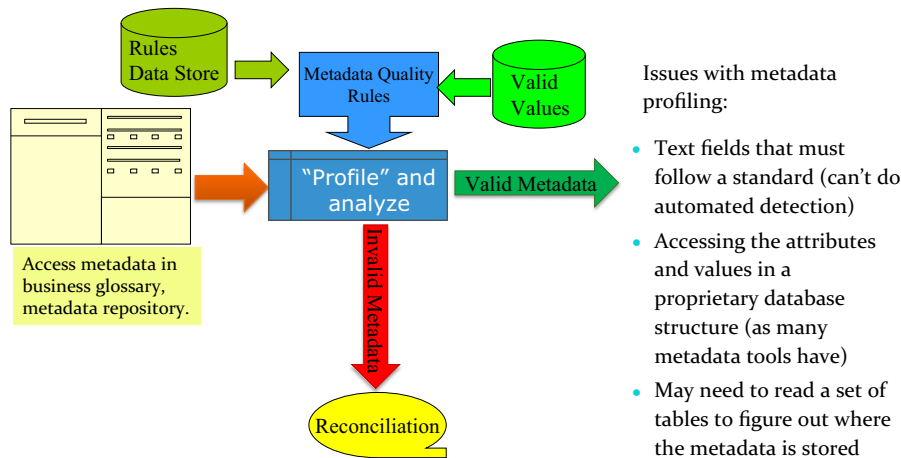 Rules
Data Store
Metadata Quality
Rules
Valid
Values
"Profile" and
analyze
Valid Metadata
Invalid Metadata
Access metadata in
business glossary,
metadata repository.
Reconciliation
Issues with metadata
profiling:
• Text fields that must
follow a standard (can't do
automated detection)
• Accessing the attributes
and values in a
proprietary database
structure (as many
metadata tools have)
• May need to read a set of
tables to figure out where
the metadata is stored